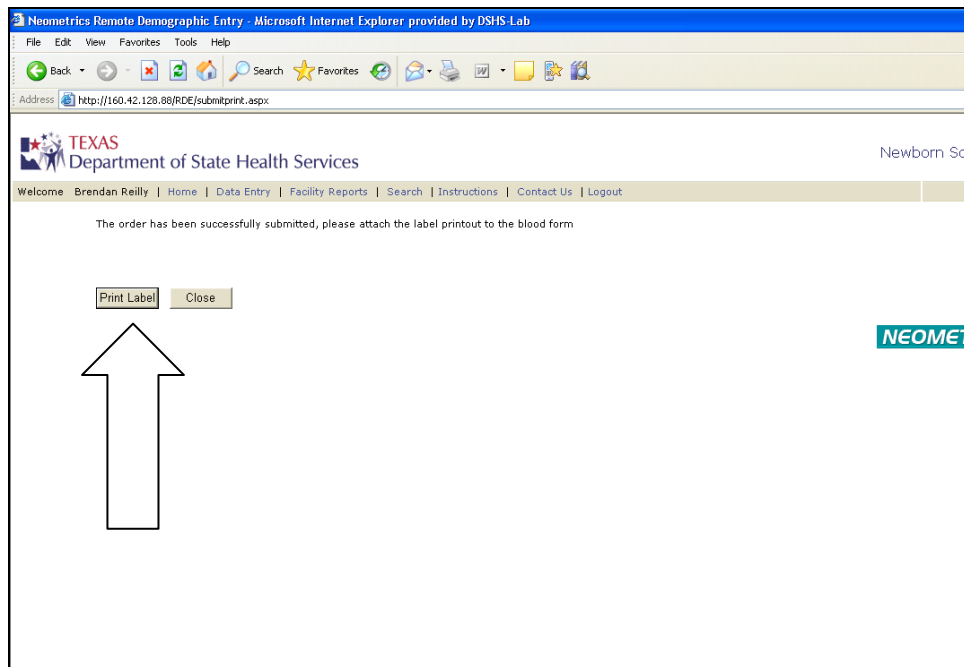 Neometrics Remote Demographic Entry - Microsoft Internet Explorer provided by DSHS-Lab
File Edit View Favorites Tools Help
Back Search Favorites
Address http://160.42.128.88/RDE/submitprint.aspx
TEXAS
Department of State Health Services
Newborn Sc
Welcome Brendan Reilly | Home | Data Entry | Facility Reports | Search | Instructions | Contact Us | Logout
The order has been successfully submitted, please attach the label printout to the blood form
Print Label Close
NEOMET